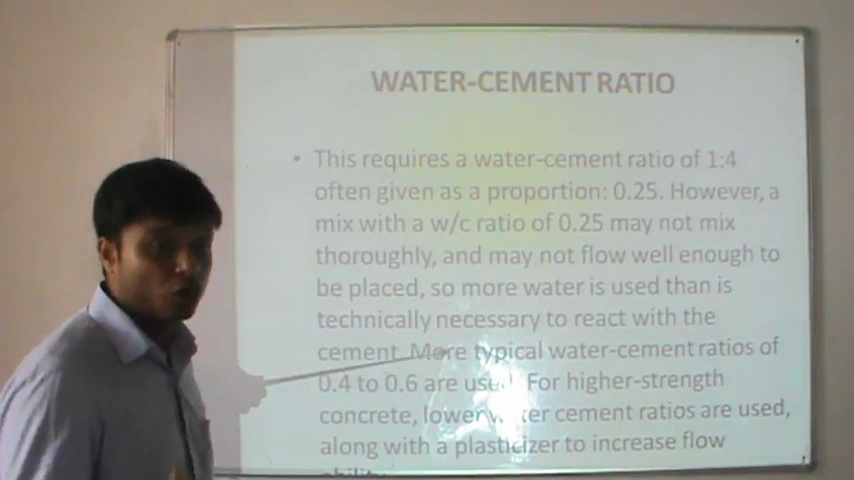 WATER-CEMENT RATIO
• This requires a water-cement ratio of 1:4
often given as a proportion: 0.25. However, a
mix with a w/c ratio of 0.25 may not mix
thoroughly, and may not flow well enough to
be placed, so more water is used than is
technically necessary to react with the
cement. More typical water-cement ratios of
0.4 to 0.6 are used. For higher-strength
concrete, lower water cement ratios are used,
along with a plasticizer to increase flow
ability.